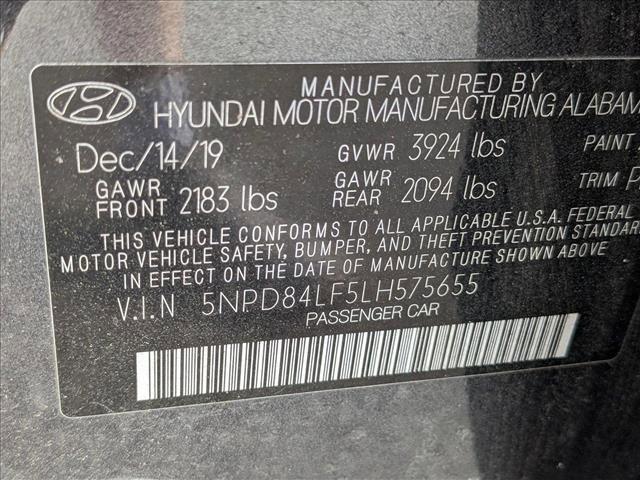 MANUFACTURED BY
HYUNDAI MOTOR MANUFACTURING ALABAM
Dec/14/19 GVWR 3924 lbs PAINT
GAWR FRONT 2183 lbs GAWR REAR 2094 lbs TRIM P
THIS VEHICLE CONFORMS TO ALL APPLICABLE U.S.A. FEDERAL
MOTOR VEHICLE SAFETY, BUMPER, AND THEFT PREVENTION STANDAR
IN EFFECT ON THE DATE OF MANUFACTURE SHOWN ABOVE
V.I.N 5NPD84LF5LH575655
PASSENGER CAR